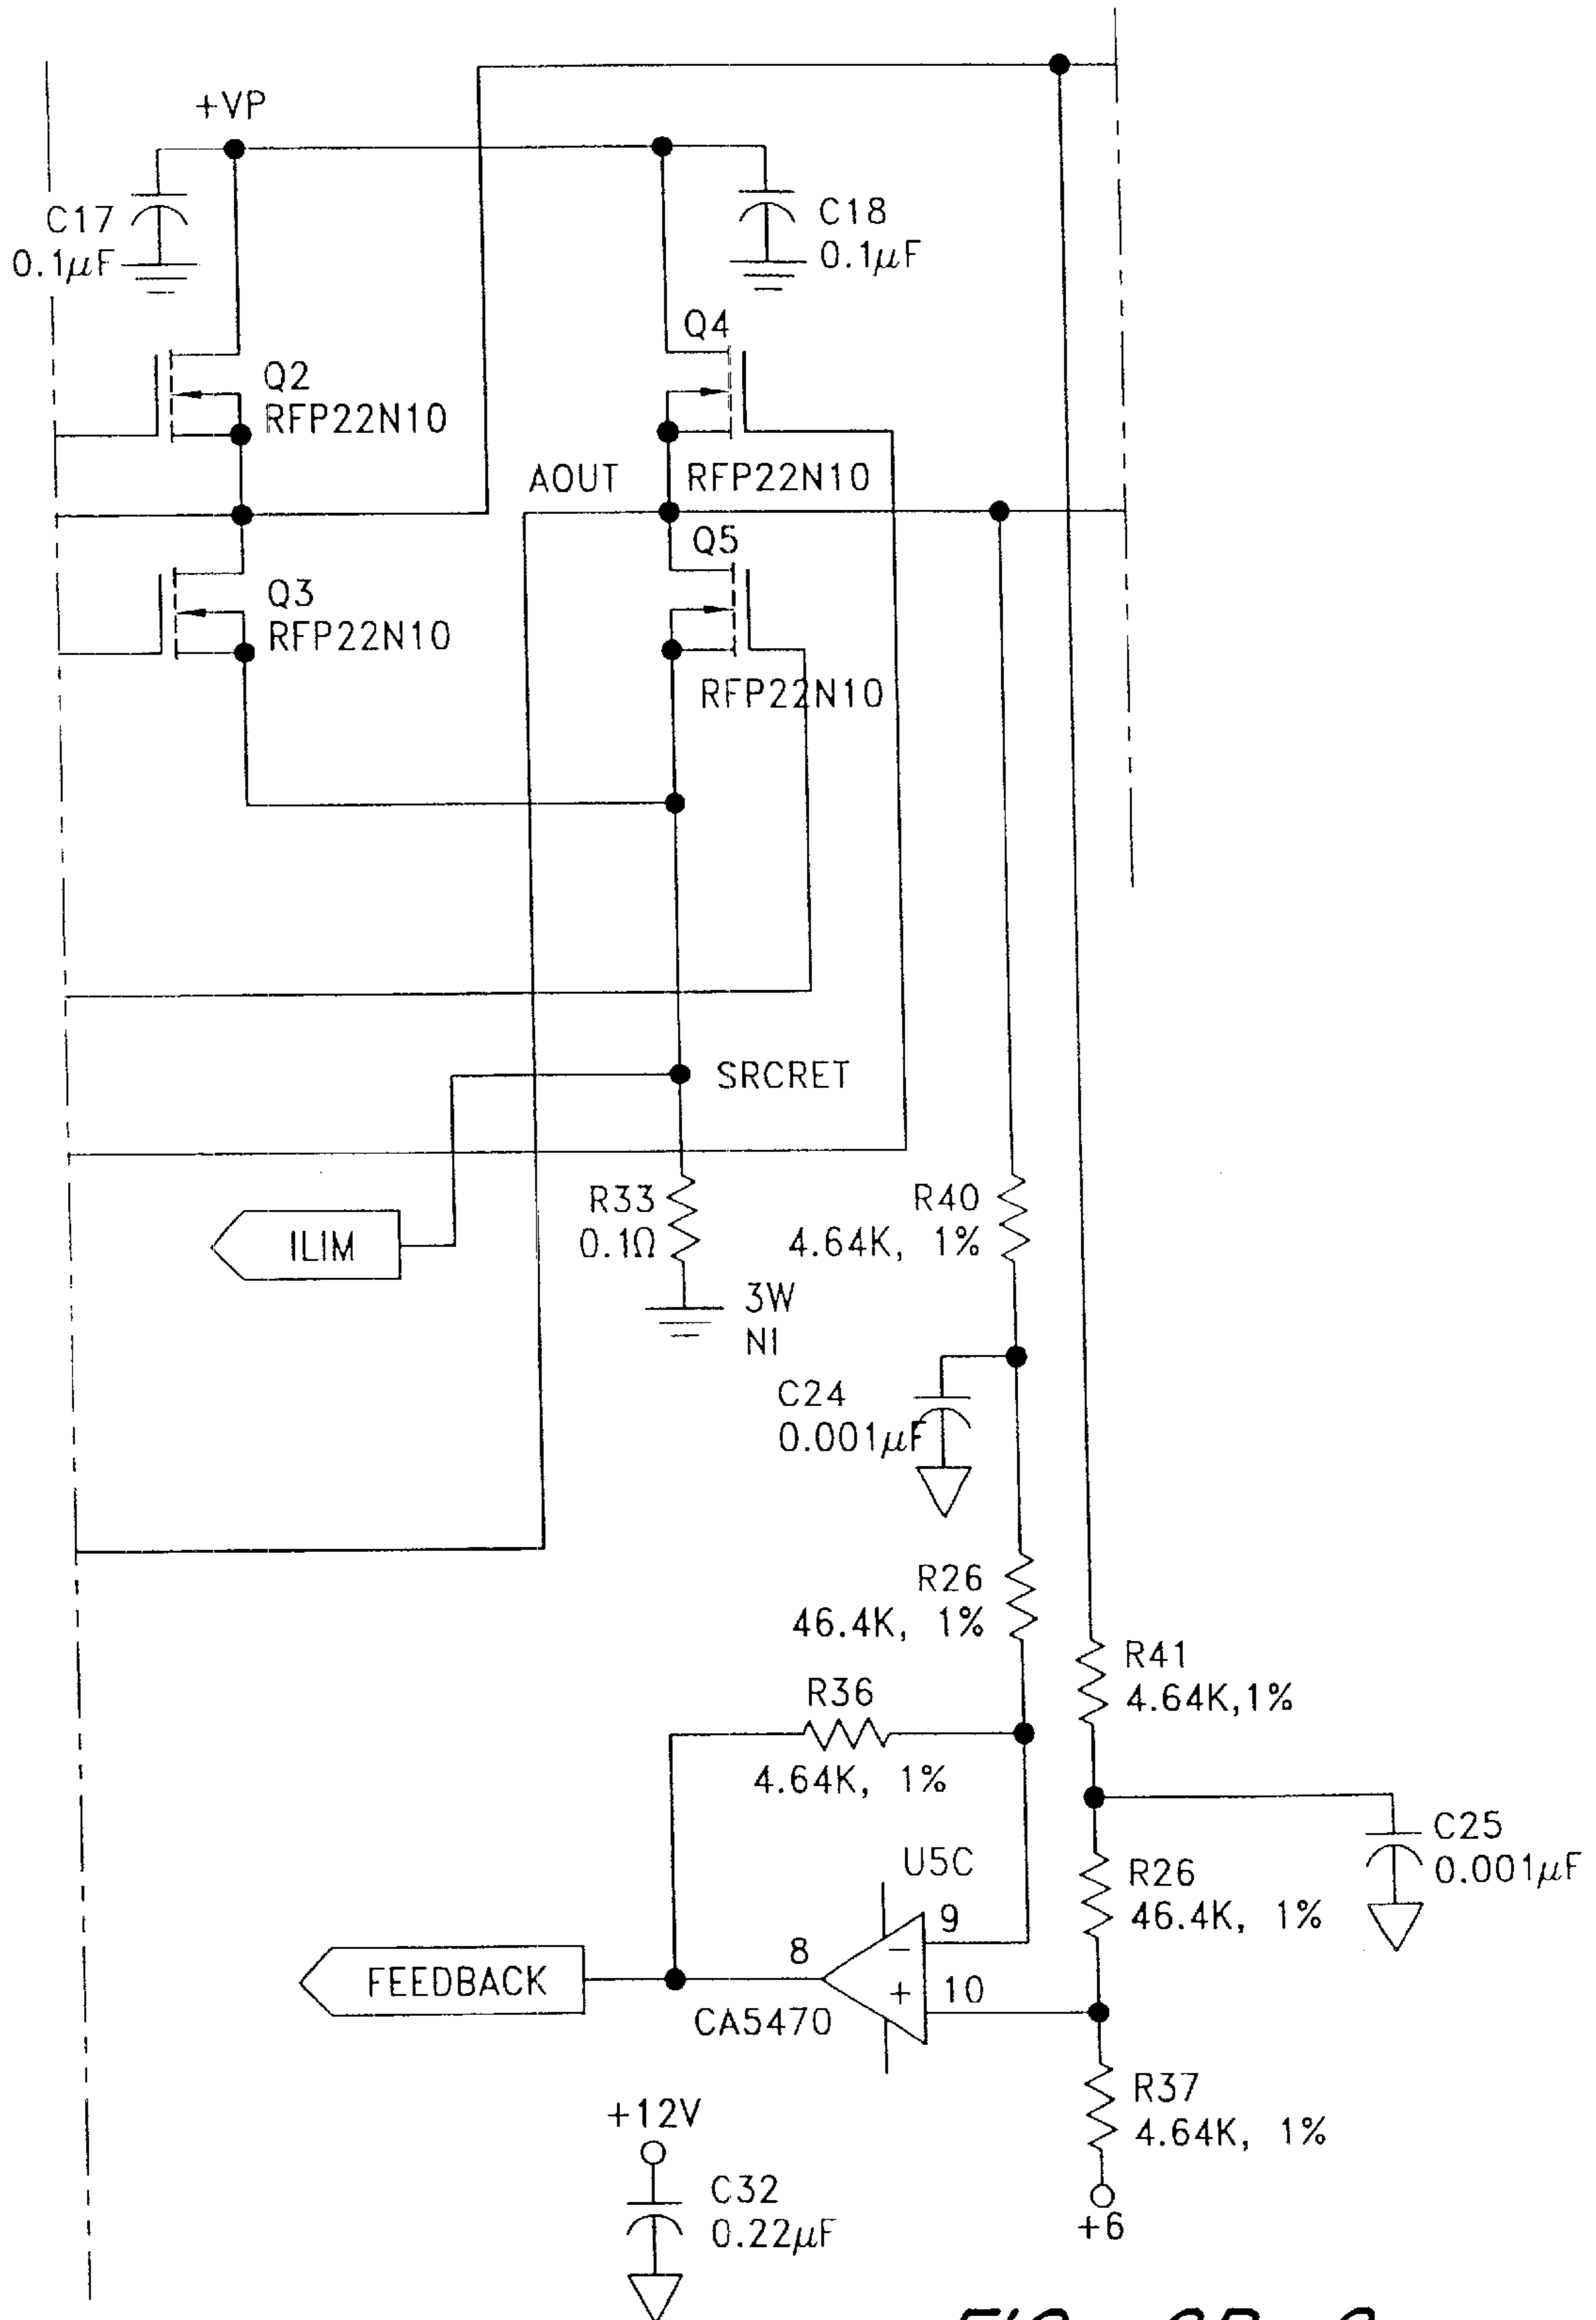 +VP
C17
0.1μF
C18
0.1μF
Q4
Q2
RFP22N10
AOUT
RFP22N10
Q5
Q3
RFP22N10
RFP22N10
SRCRET
ILIM
R33
0.1Ω
3W
NI
R40
4.64K, 1%
C24
0.001μF
R26
46.4K, 1%
R41
4.64K,1%
R36
4.64K, 1%
C25
0.001μF
U5C
R26
46.4K, 1%
9
−
8
+
10
FEEDBACK
CA5470
R37
4.64K, 1%
+12V
C32
0.22μF
+6